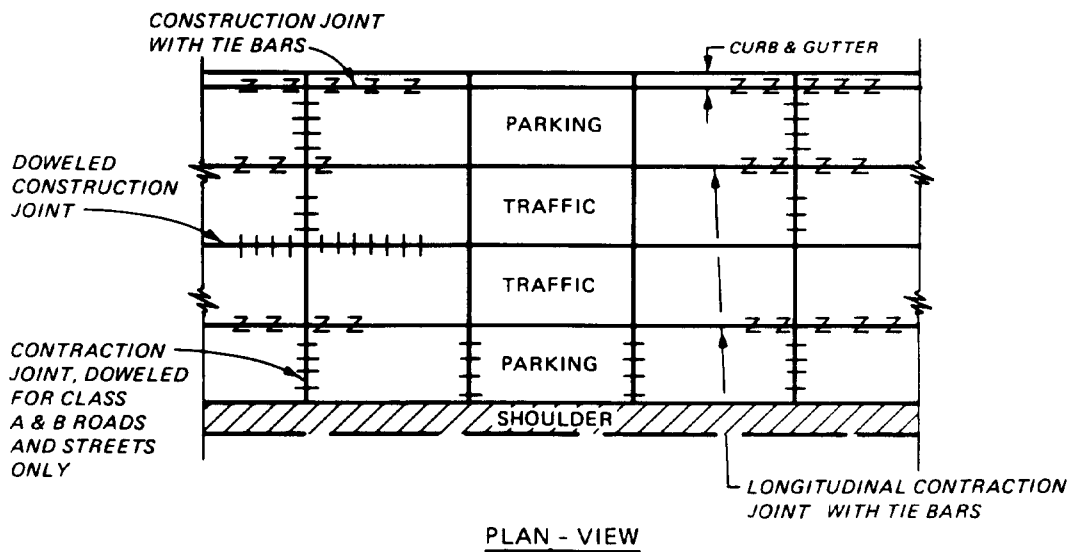 CONSTRUCTION JOINT
WITH TIE BARS
CURB & GUTTER
PARKING
DOWELED
CONSTRUCTION
JOINT
TRAFFIC
TRAFFIC
CONTRACTION
JOINT, DOWELED
FOR CLASS
A & B ROADS
AND STREETS
ONLY
PARKING
SHOULDER
LONGITUDINAL CONTRACTION
JOINT WITH TIE BARS
PLAN - VIEW